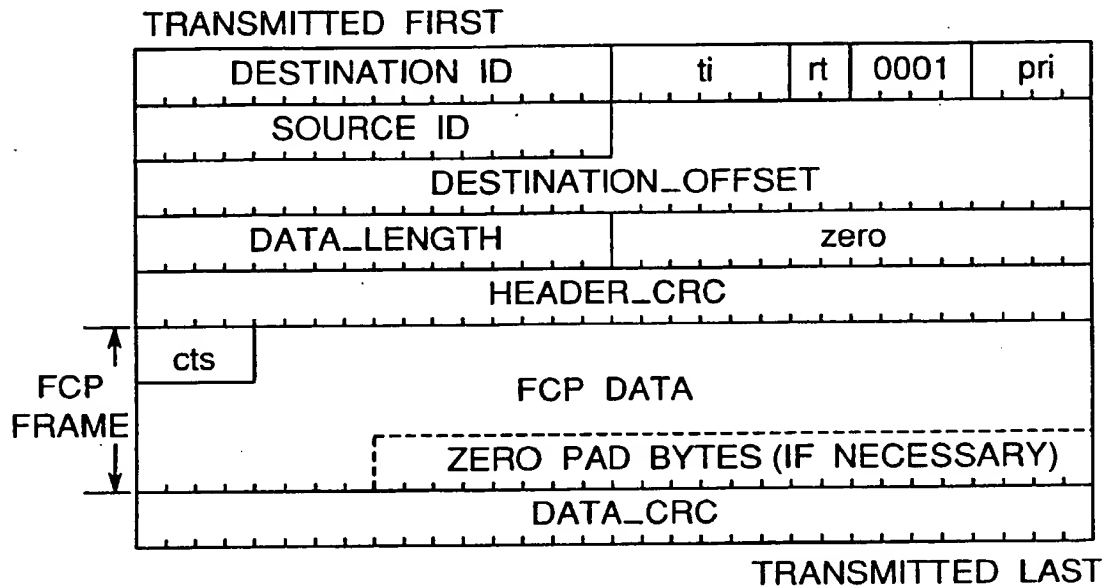 TRANSMITTED FIRST
DESTINATION ID ti rt 0001 pri
SOURCE ID
DESTINATION_OFFSET
DATA_LENGTH zero
HEADER_CRC
cts
FCP DATA
FCP
FRAME
ZERO PAD BYTES (IF NECESSARY)
DATA_CRC
TRANSMITTED LAST